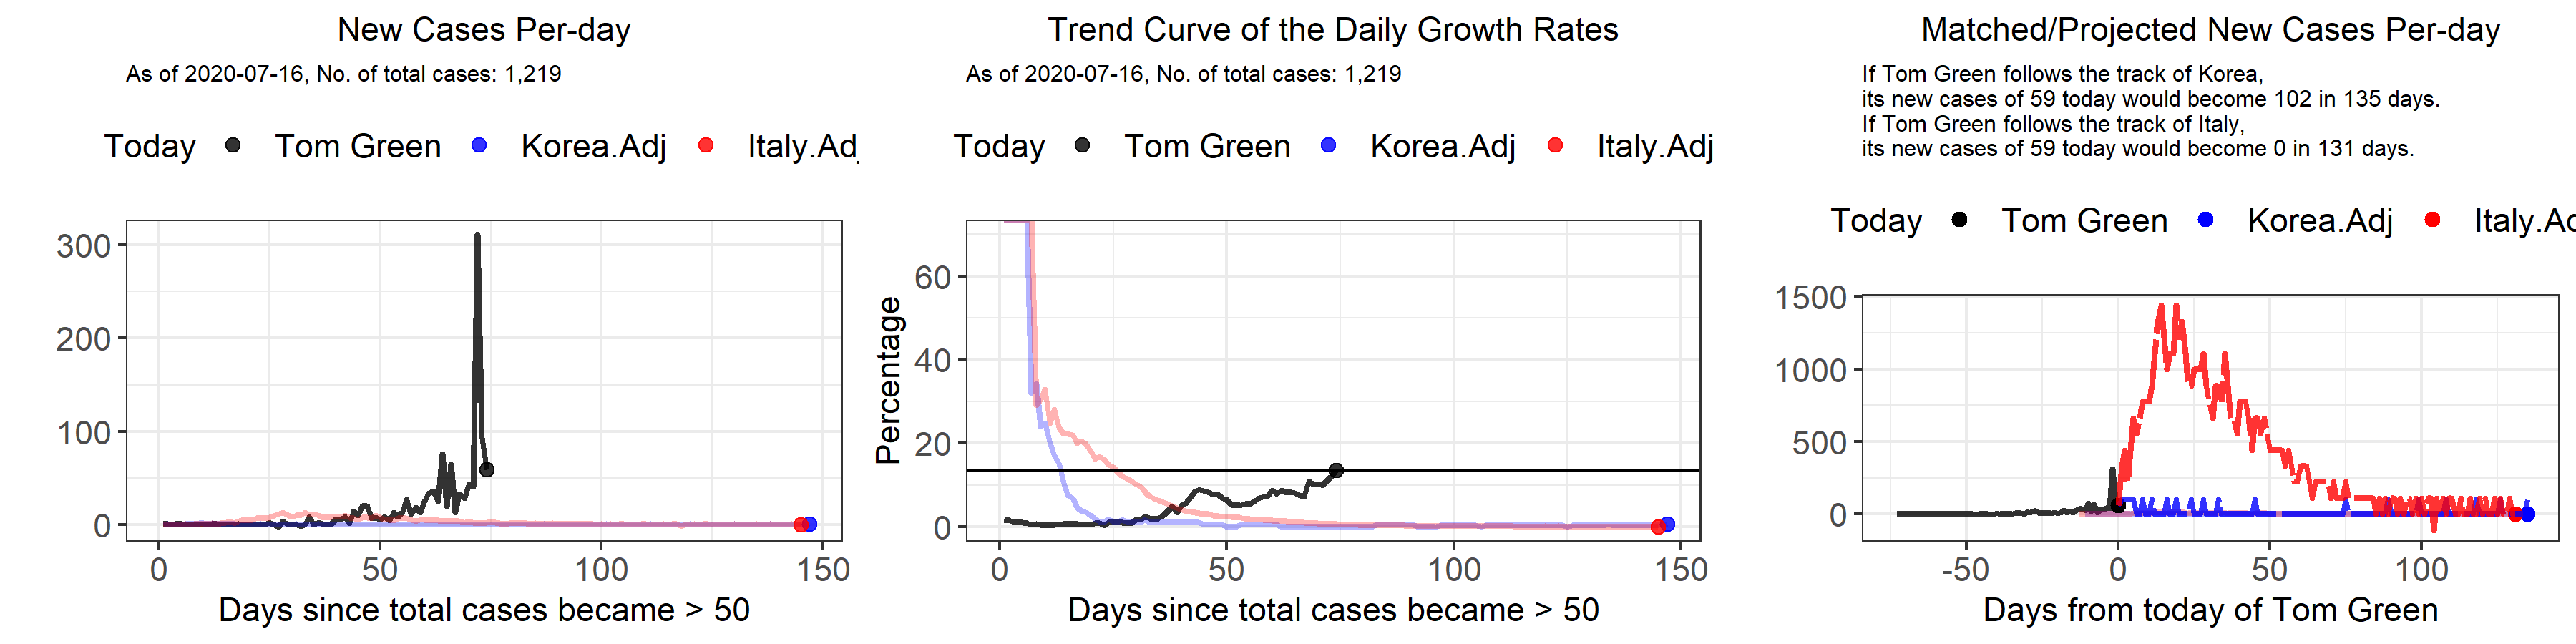 New Cases Per-day
As of 2020-07-16, No. of total cases: 1,219
Today Tom Green Korea.Adj Italy.Ad
300
200
100
0
0 50 100 150
Days since total cases became > 50
Trend Curve of the Daily Growth Rates
As of 2020-07-16, No. of total cases: 1,219
Today Tom Green Korea.Adj Italy.Adj
Percentage
60
40
20
0
0 50 100 150
Days since total cases became > 50
Matched/Projected New Cases Per-day
If Tom Green follows the track of Korea,
its new cases of 59 today would become 102 in 135 days.
If Tom Green follows the track of Italy,
its new cases of 59 today would become 0 in 131 days.
Today Tom Green Korea.Adj Italy.Ad
1500
1000
500
0
-50 0 50 100
Days from today of Tom Green